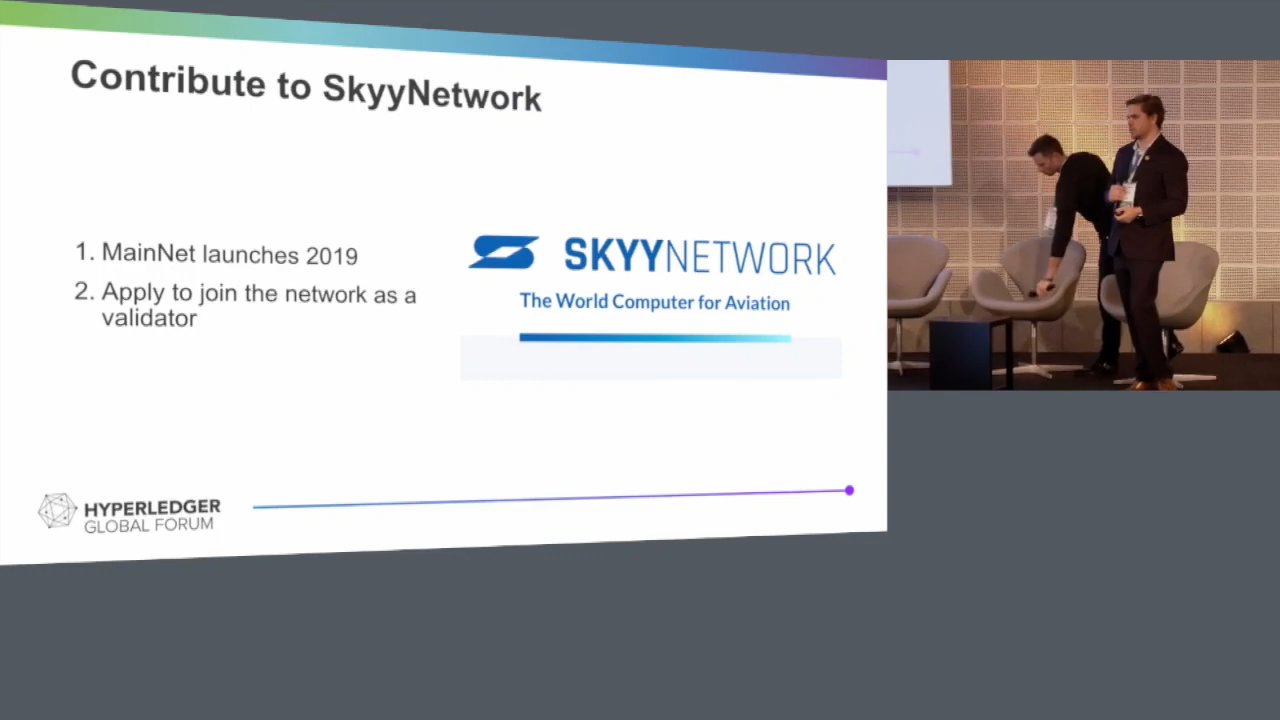 Contribute to SkyyNetwork
1. MainNet launches 2019
2. Apply to join the network as a
validator
SKYYNETWORK
The World Computer for Aviation
HYPERLEDGER
GLOBAL FORUM